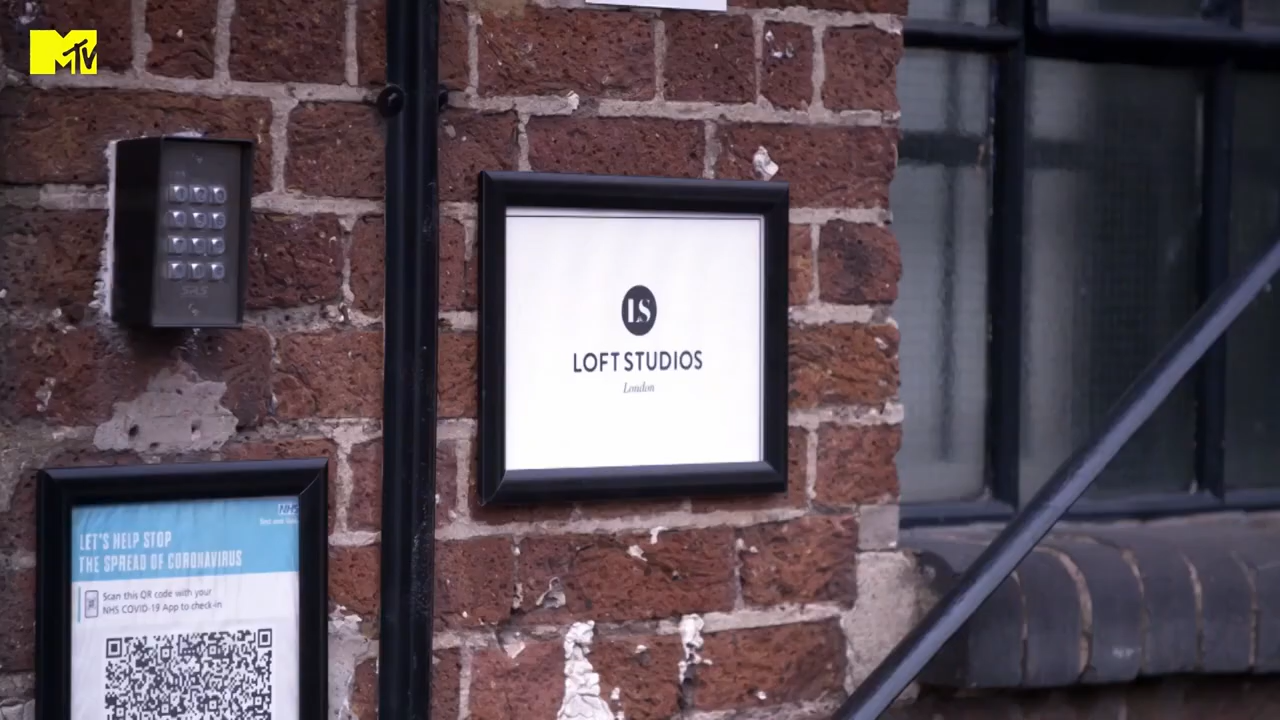 MTV
LS
LOFT STUDIOS
London
NHS
LET'S HELP STOP
THE SPREAD OF CORONAVIRUS
Scan this QR code with your
NHS COVID-19 App to check-in